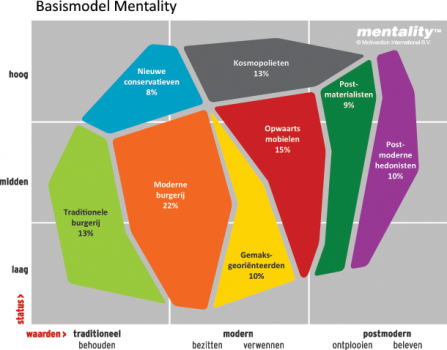 Basismodel Mentality
mentality™
© Motivaction International B.V.
hoog
midden
laag
status >
Nieuwe
conservatieven
8%
Kosmopolieten
13%
Post-
materialisten
9%
Opwaarts
mobielen
15%
Post-
moderne
hedonisten
10%
Moderne
burgerij
22%
Traditionele
burgerij
13%
Gemaks-
georiënteerden
10%
waarden > traditioneel modern postmodern
behouden bezitten verwennen ontplooien beleven